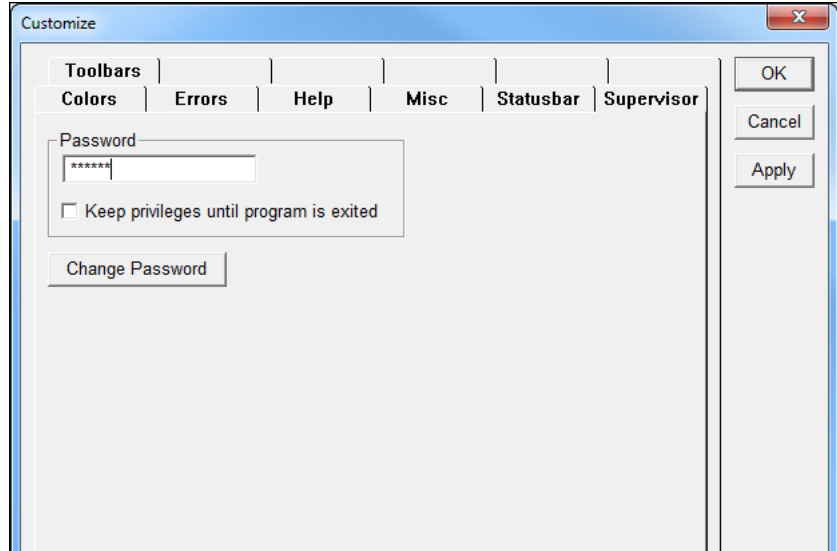 Customize
Toolbars
Colors Errors Help Misc Statusbar Supervisor
OK
Cancel
Apply
Password
******
Keep privileges until program is exited
Change Password